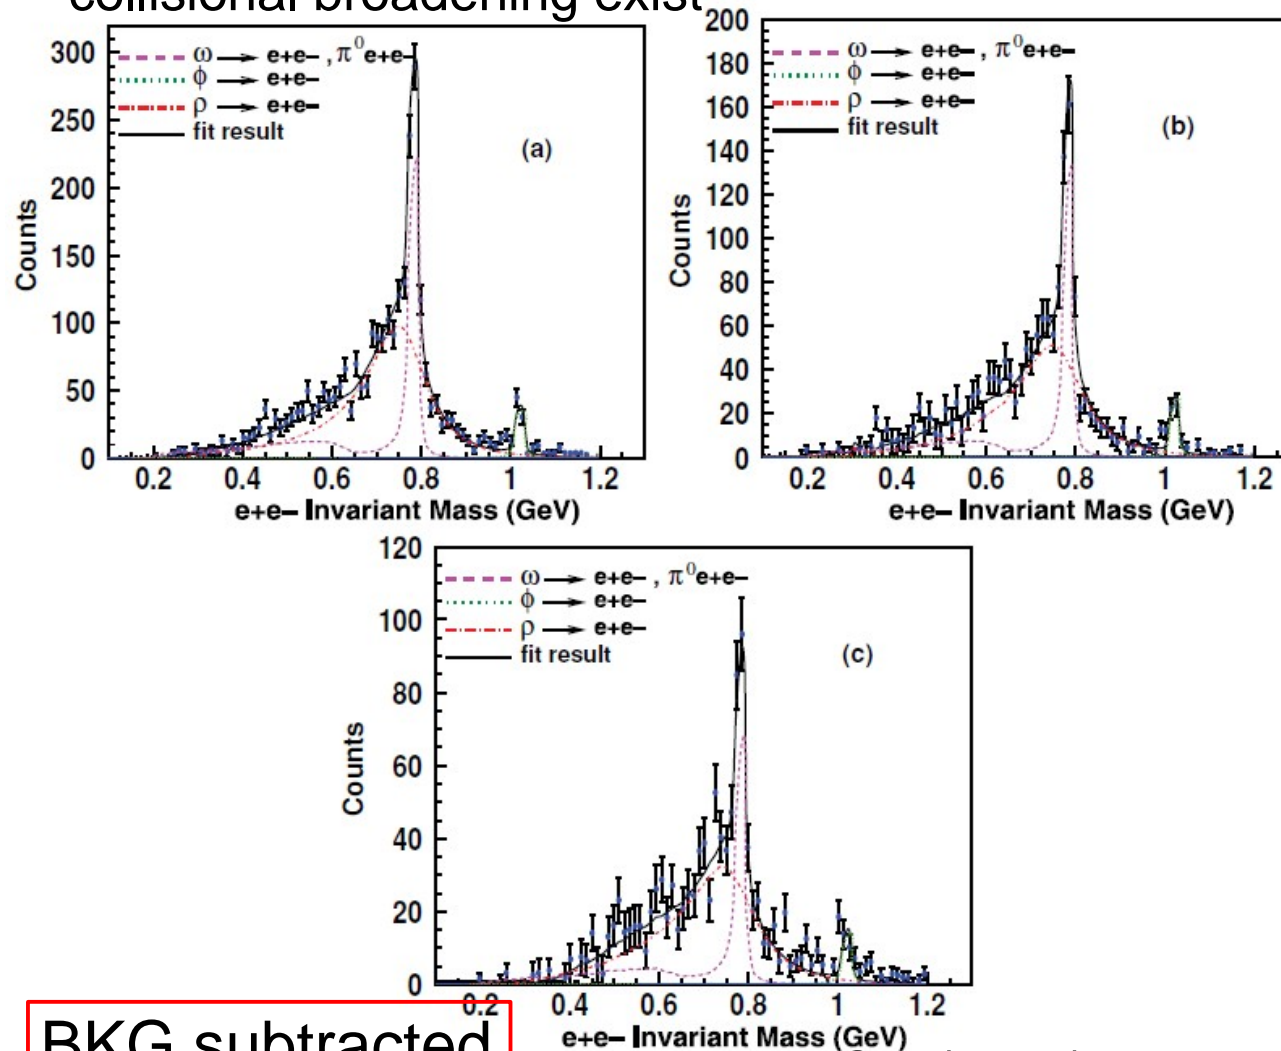 collisional broadening exist
300
250
200
150
100
50
0
Counts
ω → e+e− , π⁰e+e−
ϕ → e+e−
ρ → e+e−
fit result
(a)
0.2 0.4 0.6 0.8 1 1.2
e+e− Invariant Mass (GeV)
200
180
160
140
120
100
80
60
40
20
0
Counts
ω → e+e− , π⁰e+e−
ϕ → e+e−
ρ → e+e−
fit result
(b)
0.2 0.4 0.6 0.8 1 1.2
e+e− Invariant Mass (GeV)
120
100
80
60
40
20
0
Counts
ω → e+e− , π⁰e+e−
ϕ → e+e−
ρ → e+e−
fit result
(c)
0.2 0.4 0.6 0.8 1 1.2
e+e− Invariant Mass (GeV)
BKG subtracted